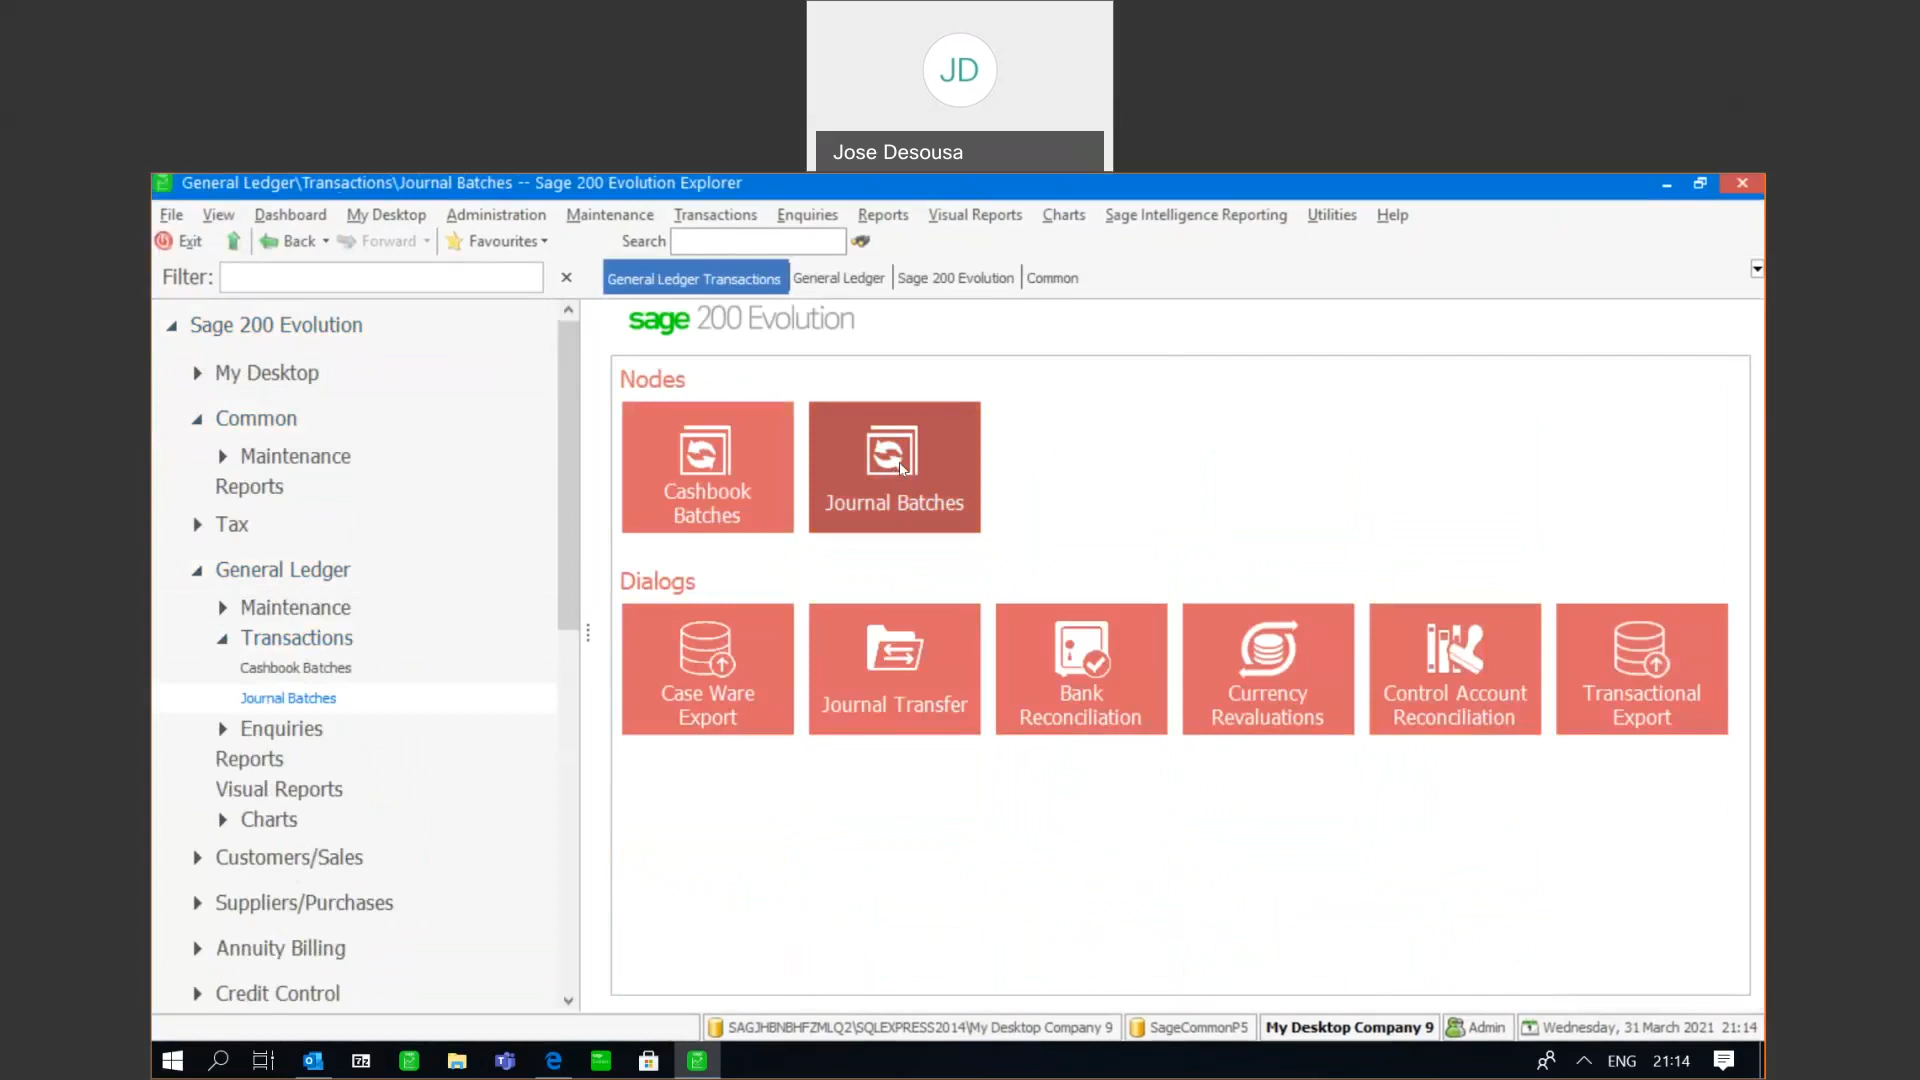 JD
Jose Desousa
General Ledger\Transactions\Journal Batches -- Sage 200 Evolution Explorer
File View Dashboard My Desktop Administration Maintenance Transactions Enquiries Reports Visual Reports Charts Sage Intelligence Reporting Utilities Help
Exit Back Forward Favourites Search
Filter:
General Ledger Transactions General Ledger Sage 200 Evolution Common
Sage 200 Evolution
My Desktop
Common
Maintenance
Reports
Tax
General Ledger
Maintenance
Transactions
Cashbook Batches
Journal Batches
Enquiries
Reports
Visual Reports
Charts
Customers/Sales
Suppliers/Purchases
Annuity Billing
Credit Control
sage 200 Evolution
Nodes
Cashbook
Batches
Journal Batches
Dialogs
Case Ware
Export
Journal Transfer
Bank
Reconciliation
Currency
Revaluations
Control Account
Reconciliation
Transactional
Export
SAGJHBNBHFZMLQ2\SQLEXPRESS2014\My Desktop Company 9 SageCommonP5 My Desktop Company 9 Admin Wednesday, 31 March 2021 21:14
7z
ENG 21:14